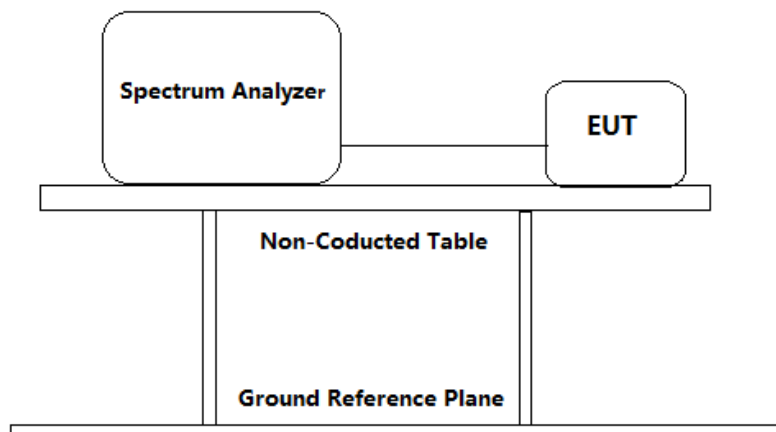 Spectrum Analyzer
EUT
Non-Coducted Table
Ground Reference Plane